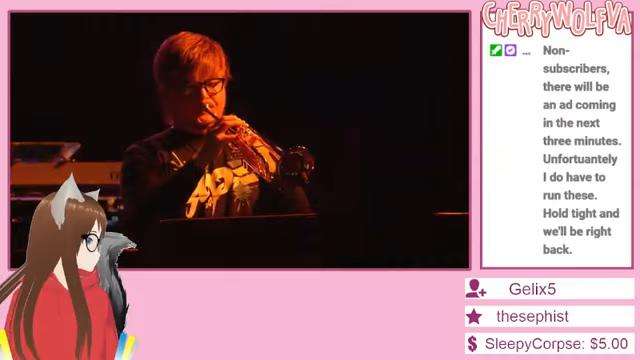 CHERRYWOLFVA
...
Non-
subscribers,
there will be
an ad coming
in the next
three minutes.
Unfortuantely
I do have to
run these.
Hold tight and
we'll be right
back.
Gelix5
thesephist
$ SleepyCorpse: $5.00